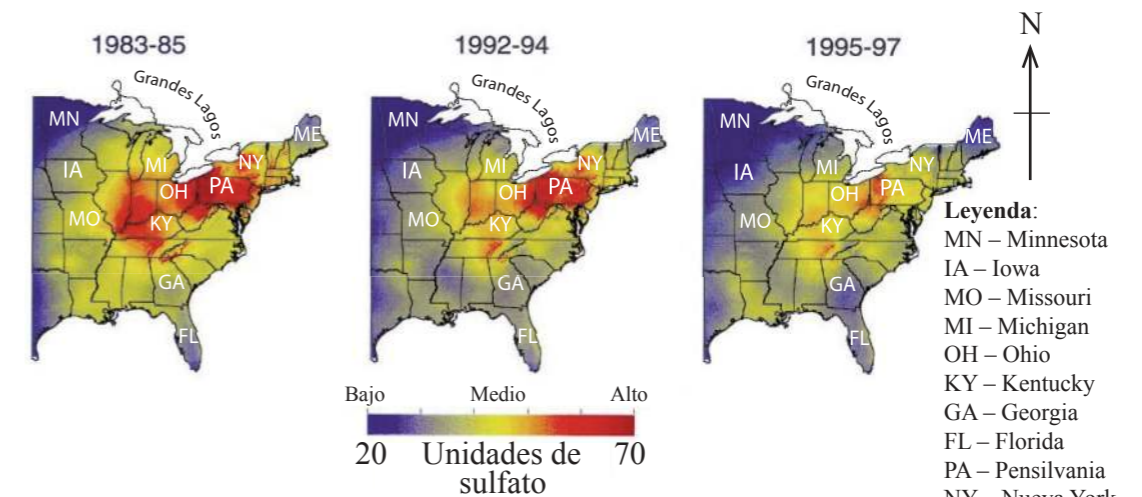 1983-85
1992-94
1995-97
N
Grandes Lagos
MN
ME
IA
MI
NY
OH
PA
MO
KY
GA
FL
Grandes Lagos
MN
ME
IA
MI
NY
OH
PA
MO
KY
GA
FL
Grandes Lagos
MN
ME
IA
MI
NY
OH
PA
MO
KY
GA
FL
Bajo Medio Alto
20 Unidades de 70
sulfato
Leyenda:
MN – Minnesota
IA – Iowa
MO – Missouri
MI – Michigan
OH – Ohio
KY – Kentucky
GA – Georgia
FL – Florida
PA – Pensilvania
NY – Nueva York